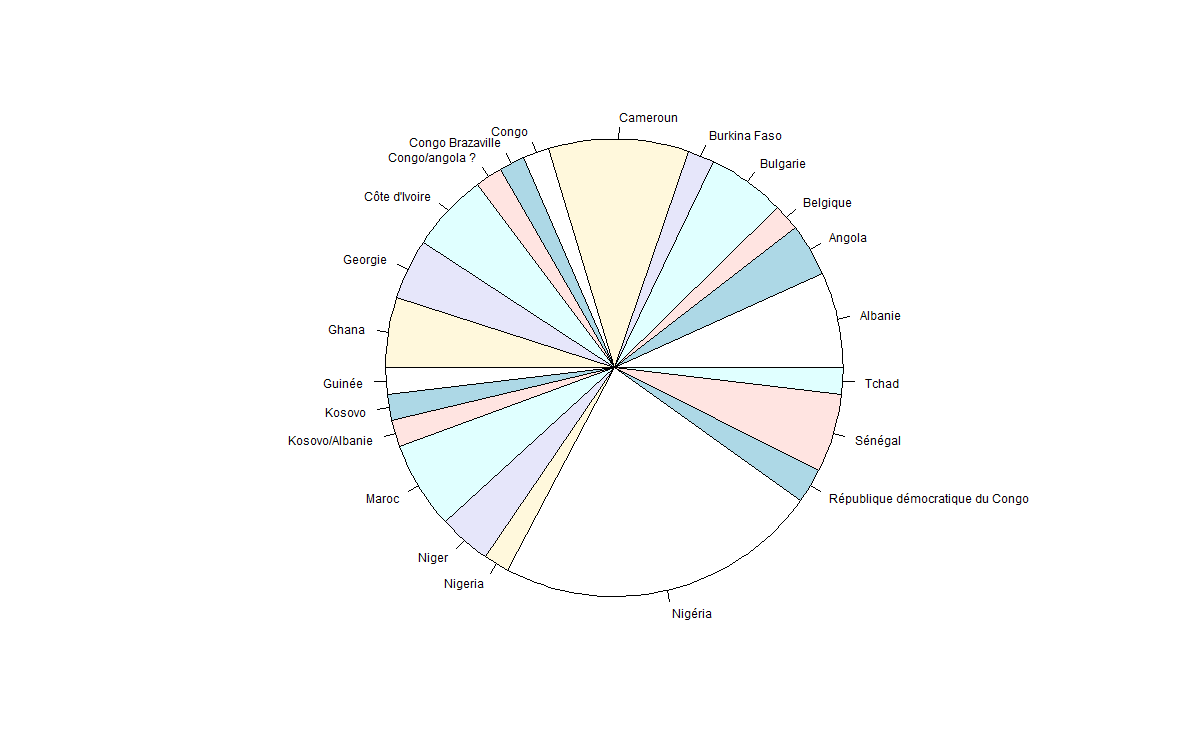 Cameroun
Congo
Burkina Faso
Congo Brazaville
Congo/angola ?
Bulgarie
Côte d'Ivoire
Belgique
Angola
Georgie
Albanie
Ghana
Guinée
Tchad
Kosovo
Kosovo/Albanie
Sénégal
Maroc
République démocratique du Congo
Niger
Nigeria
Nigéria